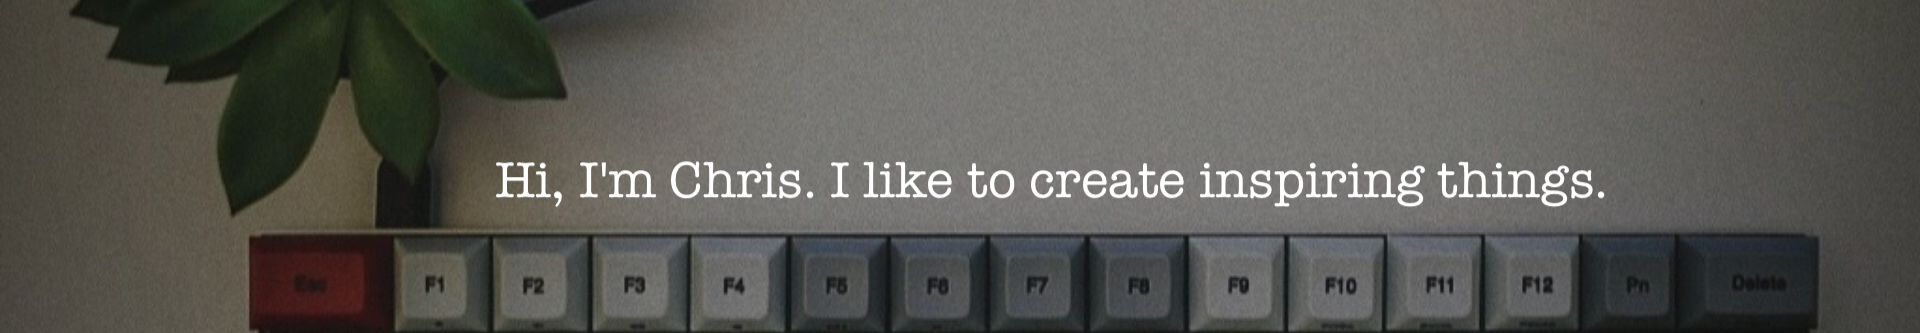 Hi, I'm Chris. I like to create inspiring things.
Esc F1 F2 F3 F4 F5 F6 F7 F8 F9 F10 F11 F12 Pn Delete